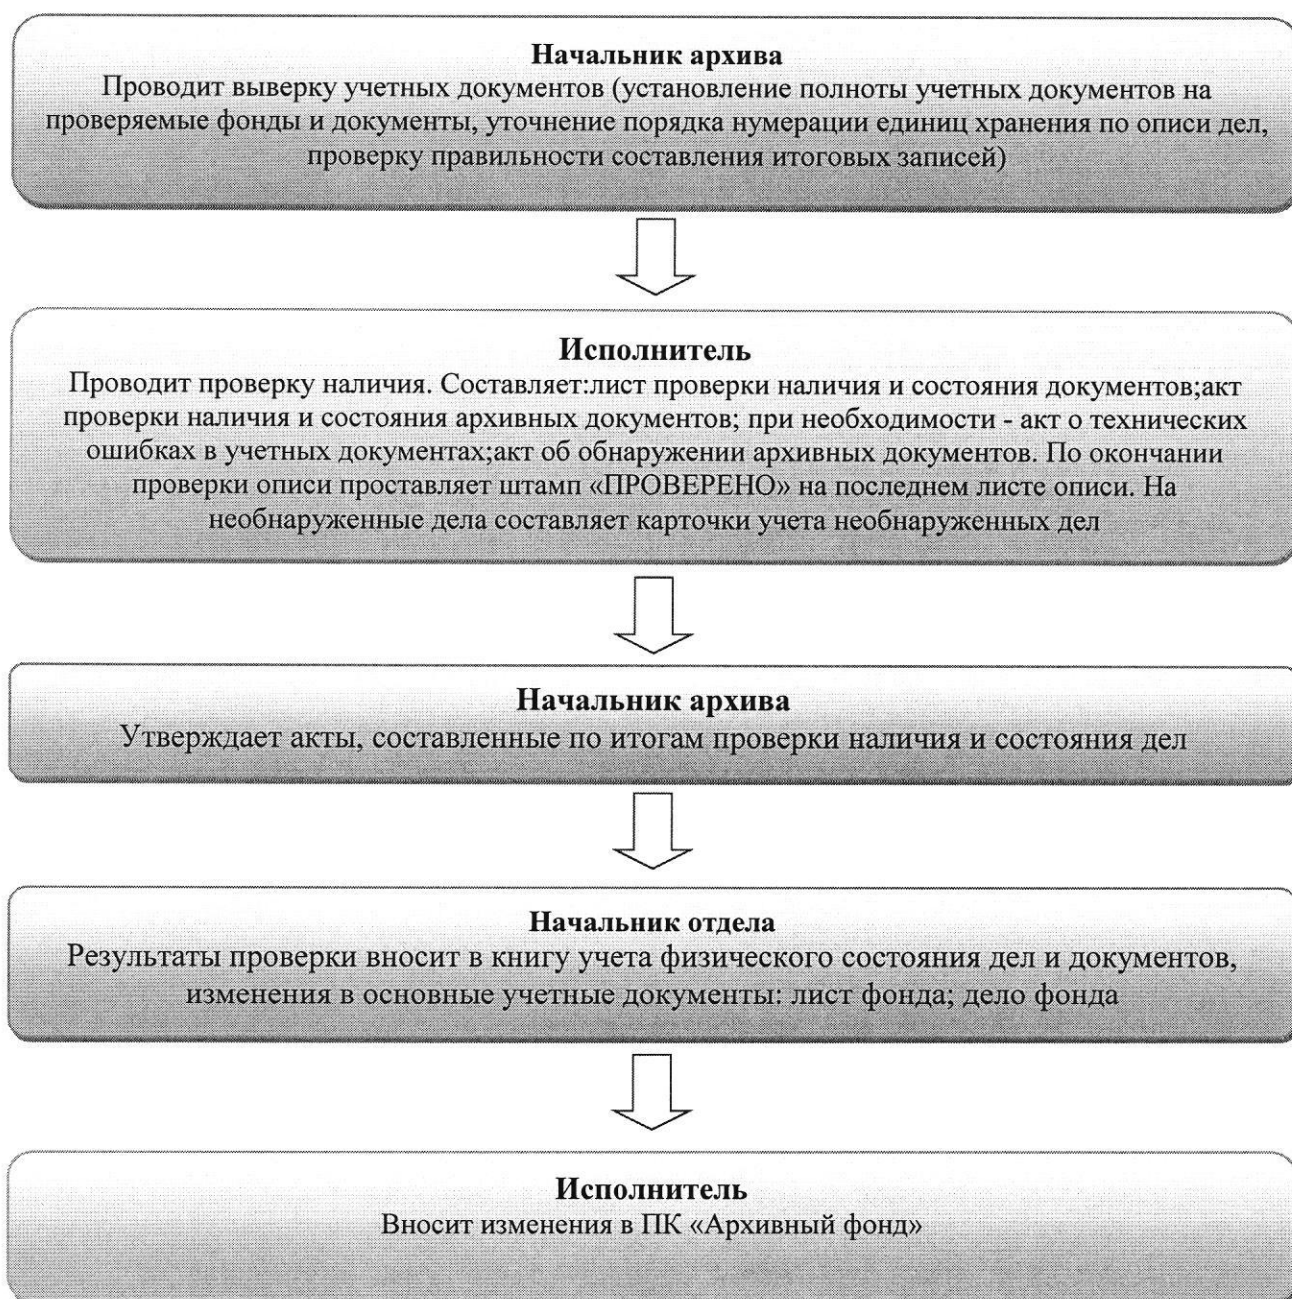 Начальник архива
Проводит выверку учетных документов (установление полноты учетных документов на
проверяемые фонды и документы, уточнение порядка нумерации единиц хранения по описи дел,
проверку правильности составления итоговых записей)
Исполнитель
Проводит проверку наличия. Составляет:лист проверки наличия и состояния документов;акт
проверки наличия и состояния архивных документов; при необходимости - акт о технических
ошибках в учетных документах;акт об обнаружении архивных документов. По окончании
проверки описи проставляет штамп «ПРОВЕРЕНО» на последнем листе описи. На
необнаруженные дела составляет карточки учета необнаруженных дел
Начальник архива
Утверждает акты, составленные по итогам проверки наличия и состояния дел
Начальник отдела
Результаты проверки вносит в книгу учета физического состояния дел и документов,
изменения в основные учетные документы: лист фонда; дело фонда
Исполнитель
Вносит изменения в ПК «Архивный фонд»